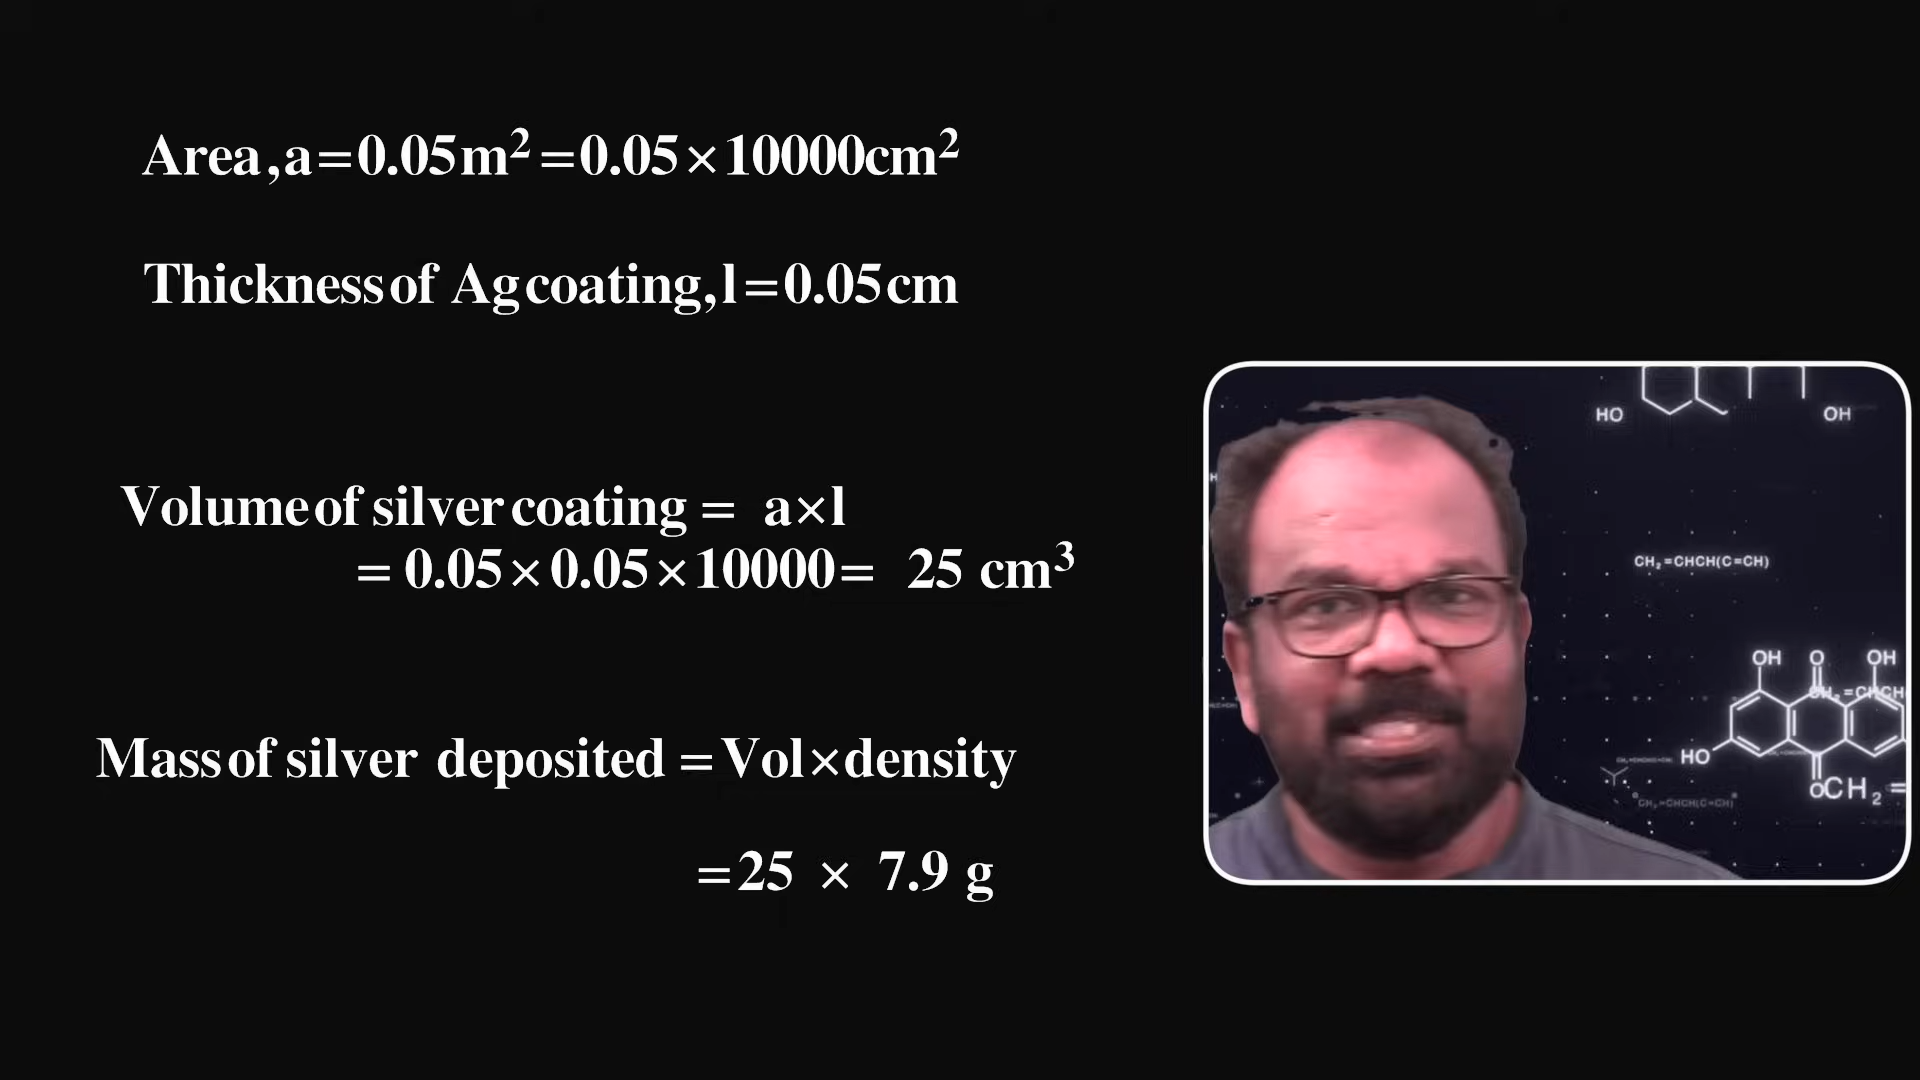 Area,a=0.05m²=0.05×10000cm²
Thickness of Ag coating,l=0.05cm
Volume of silver coating = a×l
= 0.05×0.05×10000= 25 cm³
Mass of silver deposited =Vol×density
=25 × 7.9 g
HO
OH
CH₂=CHCH(C=CH)
OH O OH
HO
CH₂=CHCH(C=CH)
OCH₂ =